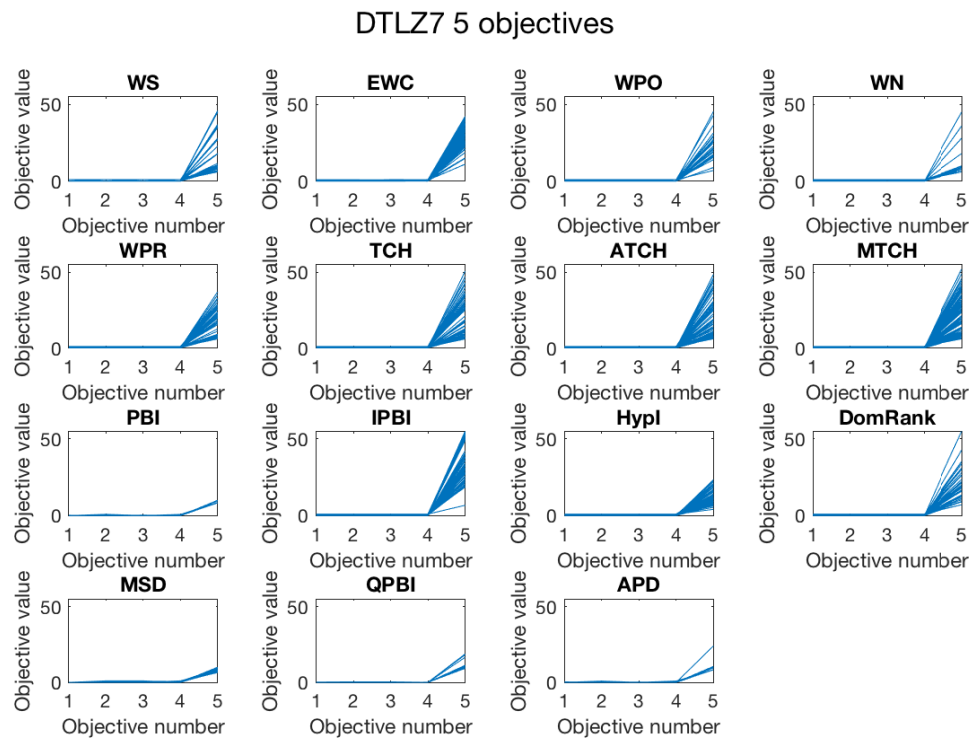 DTLZ7 5 objectives
WS EWC WPO WN
Objective value Objective value Objective value Objective value
50 50 50 50
0 0 0 0
1 2 3 4 5 1 2 3 4 5 1 2 3 4 5 1 2 3 4 5
Objective number Objective number Objective number Objective number
WPR TCH ATCH MTCH
Objective value Objective value Objective value Objective value
50 50 50 50
0 0 0 0
1 2 3 4 5 1 2 3 4 5 1 2 3 4 5 1 2 3 4 5
Objective number Objective number Objective number Objective number
PBI IPBI HypI DomRank
Objective value Objective value Objective value Objective value
50 50 50 50
0 0 0 0
1 2 3 4 5 1 2 3 4 5 1 2 3 4 5 1 2 3 4 5
Objective number Objective number Objective number Objective number
MSD QPBI APD
Objective value Objective value Objective value
50 50 50
0 0 0
1 2 3 4 5 1 2 3 4 5 1 2 3 4 5
Objective number Objective number Objective number